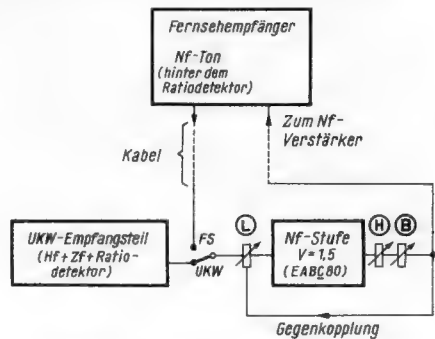 Fernsehempfänger
Nf-Ton
(hinter dem
Ratiodetektor)
Kabel
Zum Nf-
Verstärker
UKW-Empfangsteil
(Hf+Zf+Ratio-
detektor)
FS
UKW
L
Nf-Stufe
V=1,5
(EABC80)
H
B
Gegenkopplung